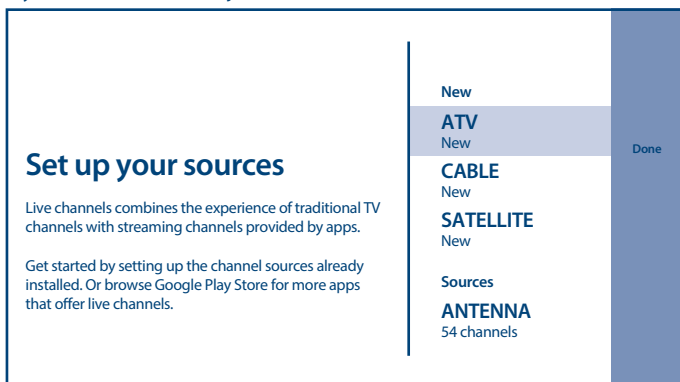 Set up your sources
Live channels combines the experience of traditional TV
channels with streaming channels provided by apps.
Get started by setting up the channel sources already
installed. Or browse Google Play Store for more apps
that offer live channels.
New
ATV
New
CABLE
New
SATELLITE
New
Sources
ANTENNA
54 channels
Done